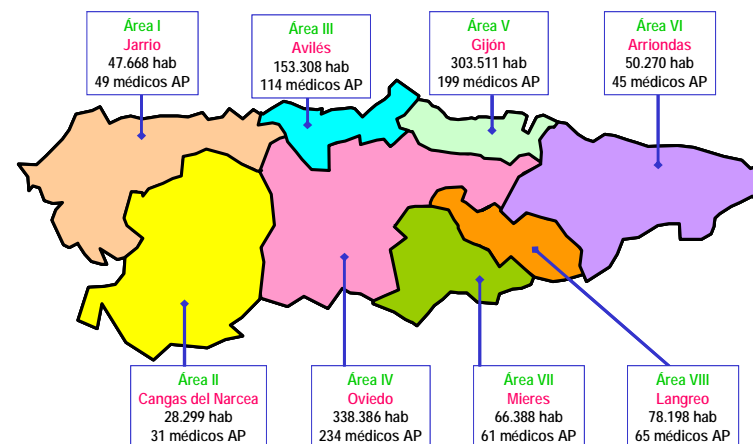 Área I
Jarrio
47.668 hab
49 médicos AP
Área III
Avilés
153.308 hab
114 médicos AP
Área V
Gijón
303.511 hab
199 médicos AP
Área VI
Arriondas
50.270 hab
45 médicos AP
Área II
Cangas del Narcea
28.299 hab
31 médicos AP
Área IV
Oviedo
338.386 hab
234 médicos AP
Área VII
Mieres
66.388 hab
61 médicos AP
Área VIII
Langreo
78.198 hab
65 médicos AP